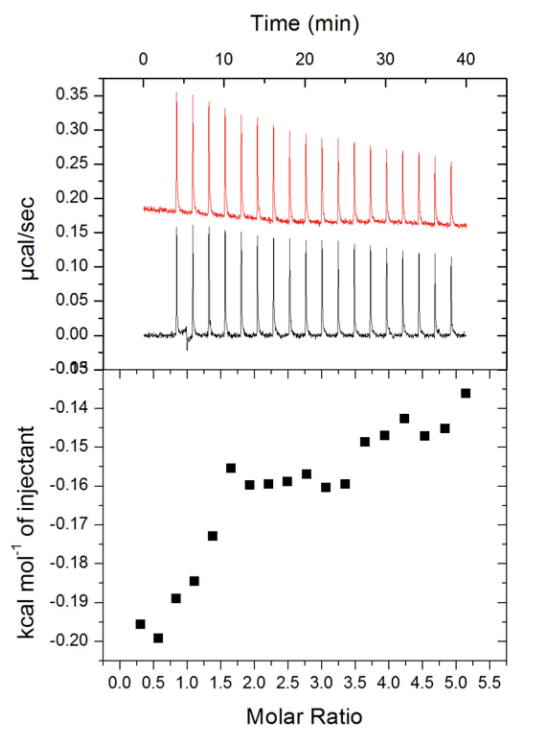 Time (min)
0 10 20 30 40
0.35
0.30
0.25
0.20
0.15
0.10
0.05
0.00
-0.05
µcal/sec
-0.14
-0.15
-0.16
-0.17
-0.18
-0.19
-0.20
kcal mol⁻¹ of injectant
0.0 0.5 1.0 1.5 2.0 2.5 3.0 3.5 4.0 4.5 5.0 5.5
Molar Ratio